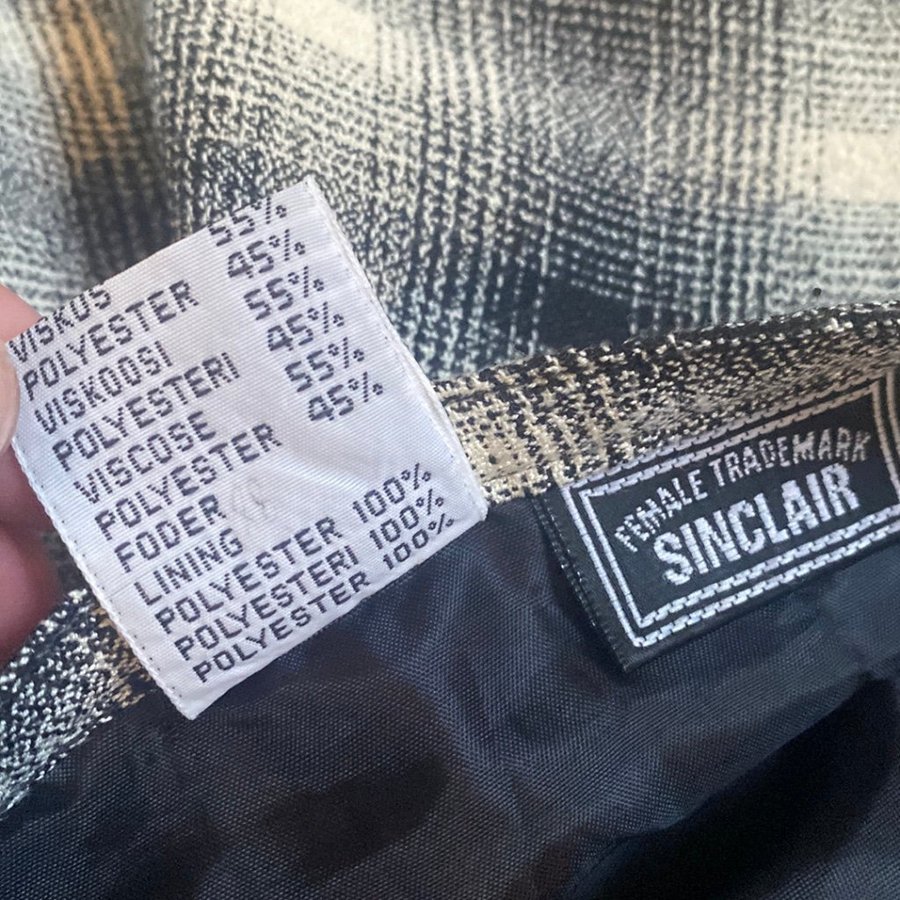 VISKUS 55%
POLYESTER 45%
VISKOOSI 55%
POLYESTERI 45%
VISCOSE 55%
POLYESTER 45%
FODER
LINING
POLYESTER 100%
POLYESTERI 100%
POLYESTER 100%
FEMALE TRADEMARK
SINCLAIR